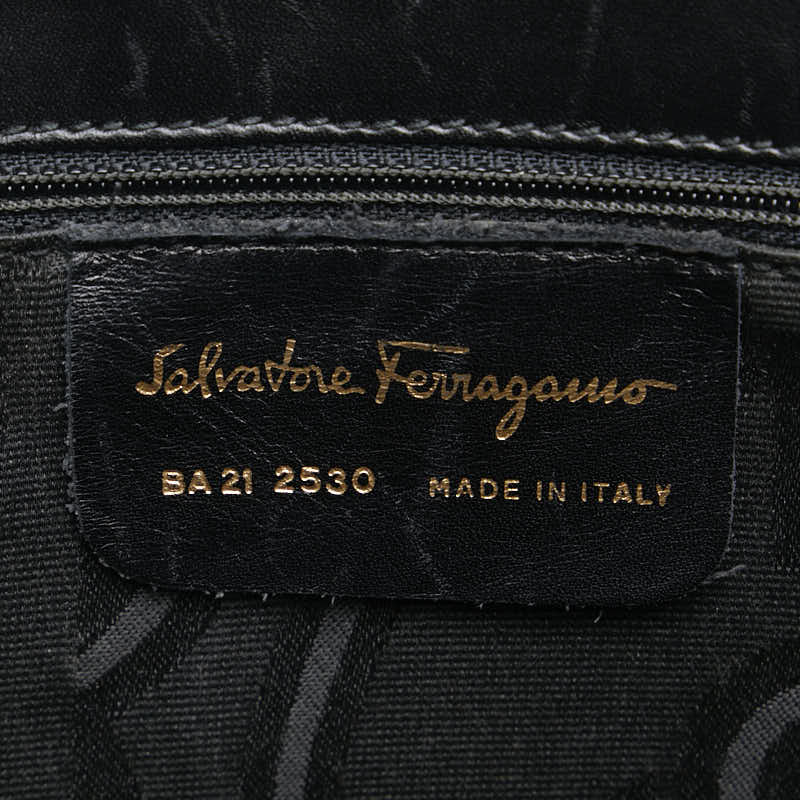 Salvatore Ferragamo
BA 21 2530 MADE IN ITALY